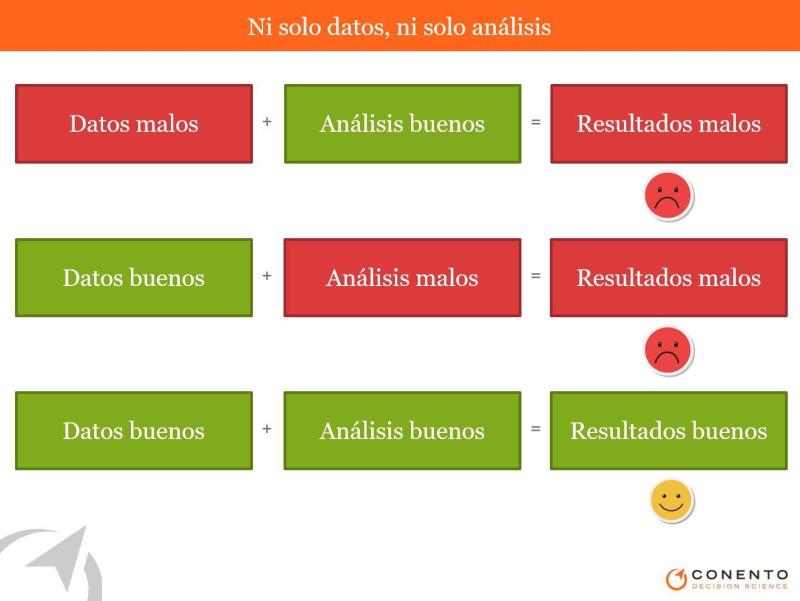 Ni solo datos, ni solo análisis
Datos malos + Análisis buenos = Resultados malos
Datos buenos + Análisis malos = Resultados malos
Datos buenos + Análisis buenos = Resultados buenos
CONENTO
DECISION SCIENCE